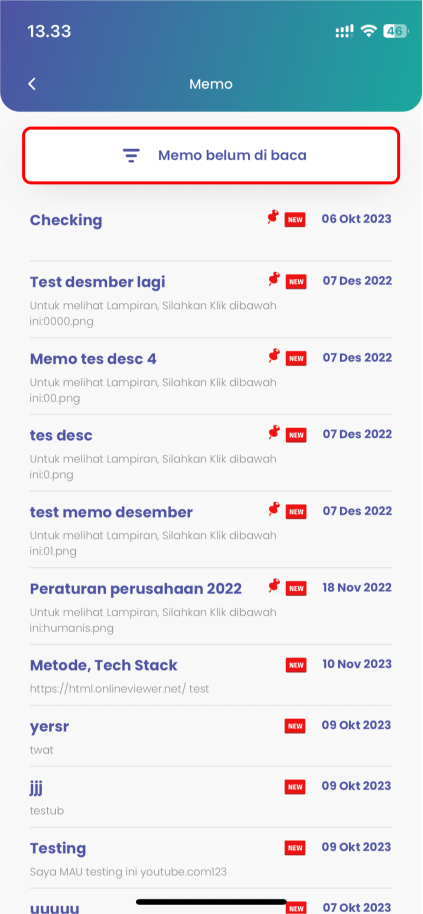 13.33
46
Memo
Memo belum di baca
Checking NEW 06 Okt 2023
Test desmber lagi NEW 07 Des 2022
Untuk melihat Lampiran, Silahkan Klik dibawah
ini:0000.png
Memo tes desc 4 NEW 07 Des 2022
Untuk melihat Lampiran, Silahkan Klik dibawah
ini:00.png
tes desc NEW 07 Des 2022
Untuk melihat Lampiran, Silahkan Klik dibawah
ini:0.png
test memo desember NEW 07 Des 2022
Untuk melihat Lampiran, Silahkan Klik dibawah
ini:01.png
Peraturan perusahaan 2022 NEW 18 Nov 2022
Untuk melihat Lampiran, Silahkan Klik dibawah
ini:humanis.png
Metode, Tech Stack NEW 10 Nov 2023
https://html.onlineviewer.net/ test
yersr NEW 09 Okt 2023
twat
jjj NEW 09 Okt 2023
testub
Testing NEW 09 Okt 2023
Saya MAU testing ini youtube.com123
NEW 07 Okt 2023